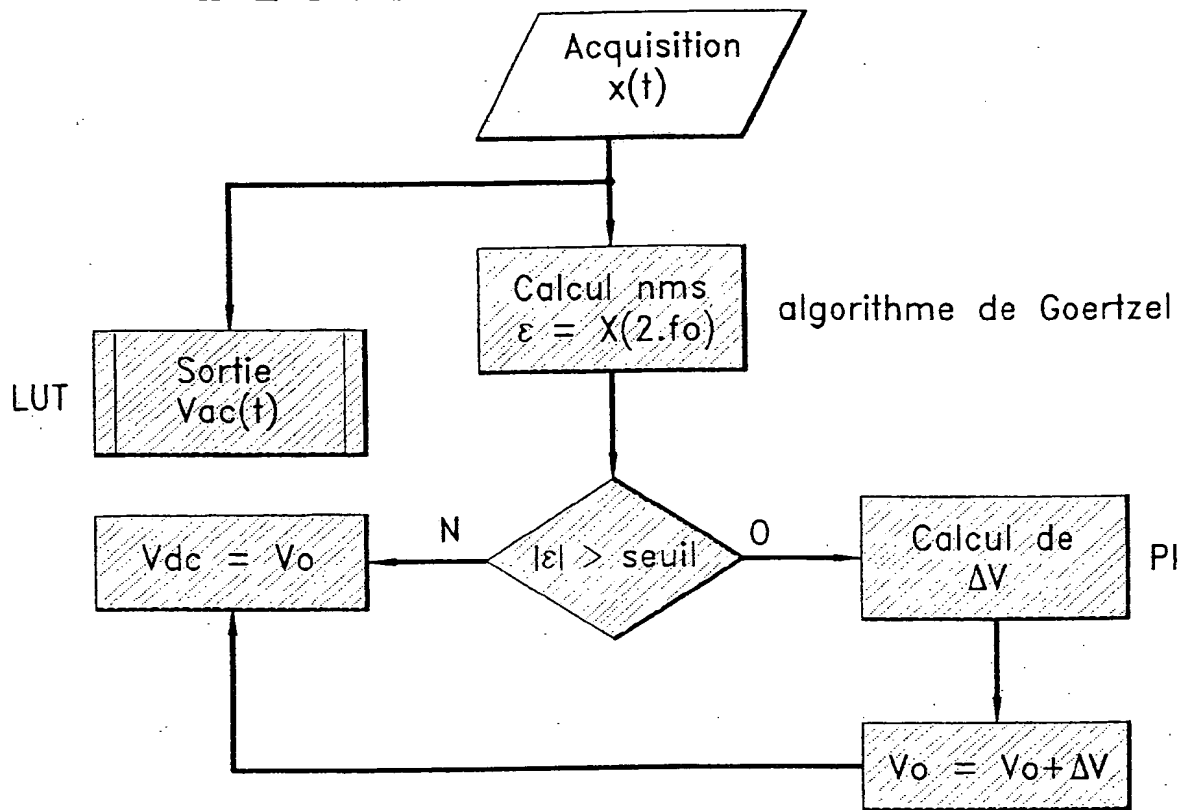 Acquisition
x(t)
Calcul nms
ε = X(2.fo)
algorithme de Goertzel
LUT
Sortie
Vac(t)
N
|ε| > seuil
O
Vdc = Vo
Calcul de
ΔV
PI
Vo = Vo+ΔV